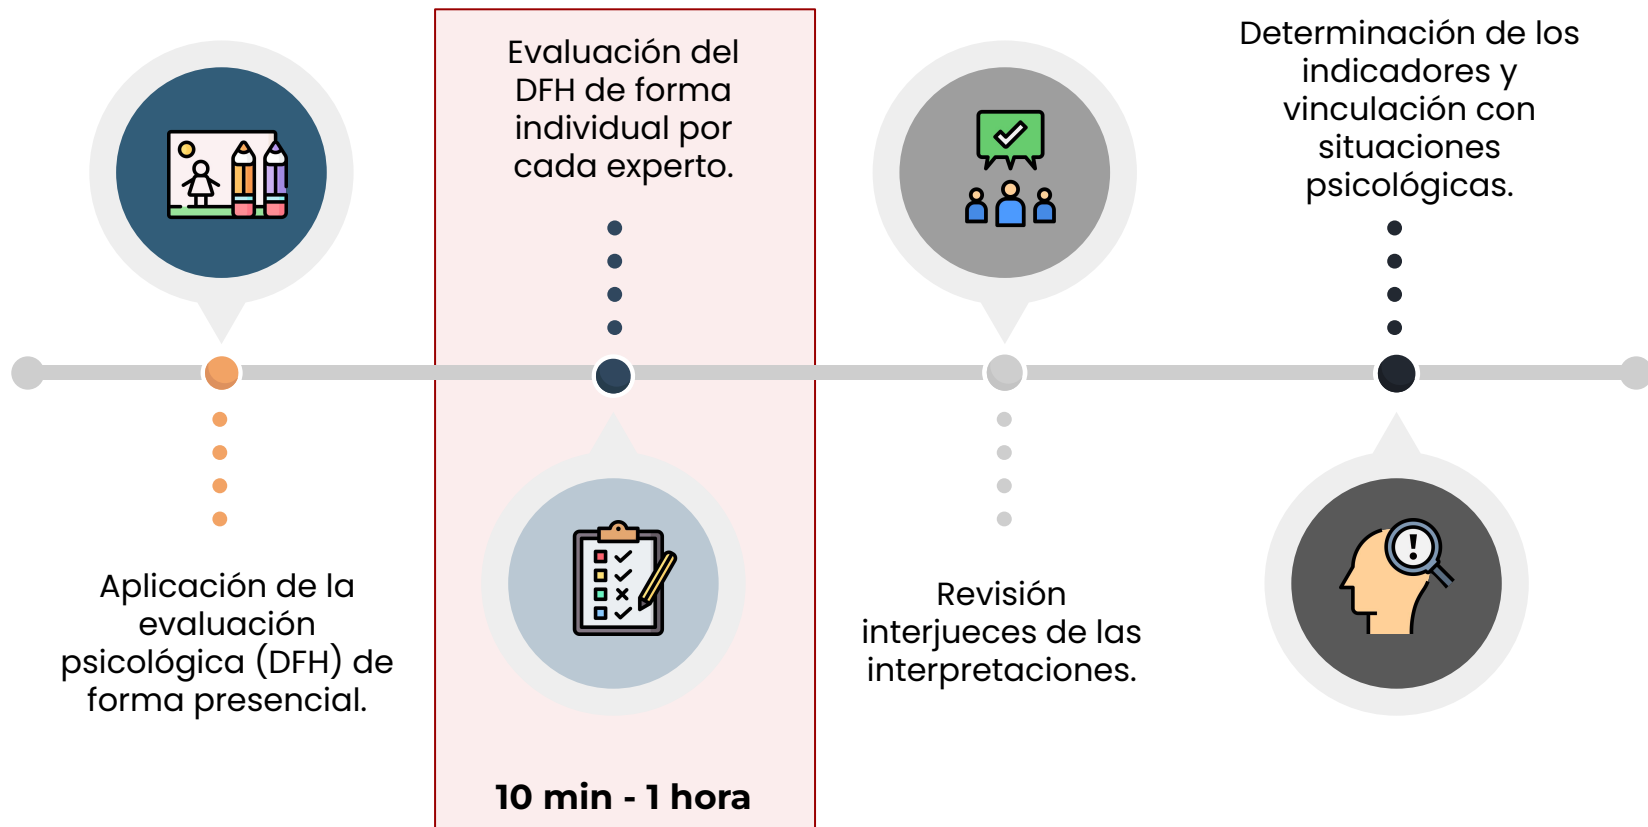 Aplicación de la
evaluación
psicológica (DFH) de
forma presencial.
Evaluación del
DFH de forma
individual por
cada experto.
10 min - 1 hora
Revisión
interjueces de las
interpretaciones.
Determinación de los
indicadores y
vinculación con
situaciones
psicológicas.